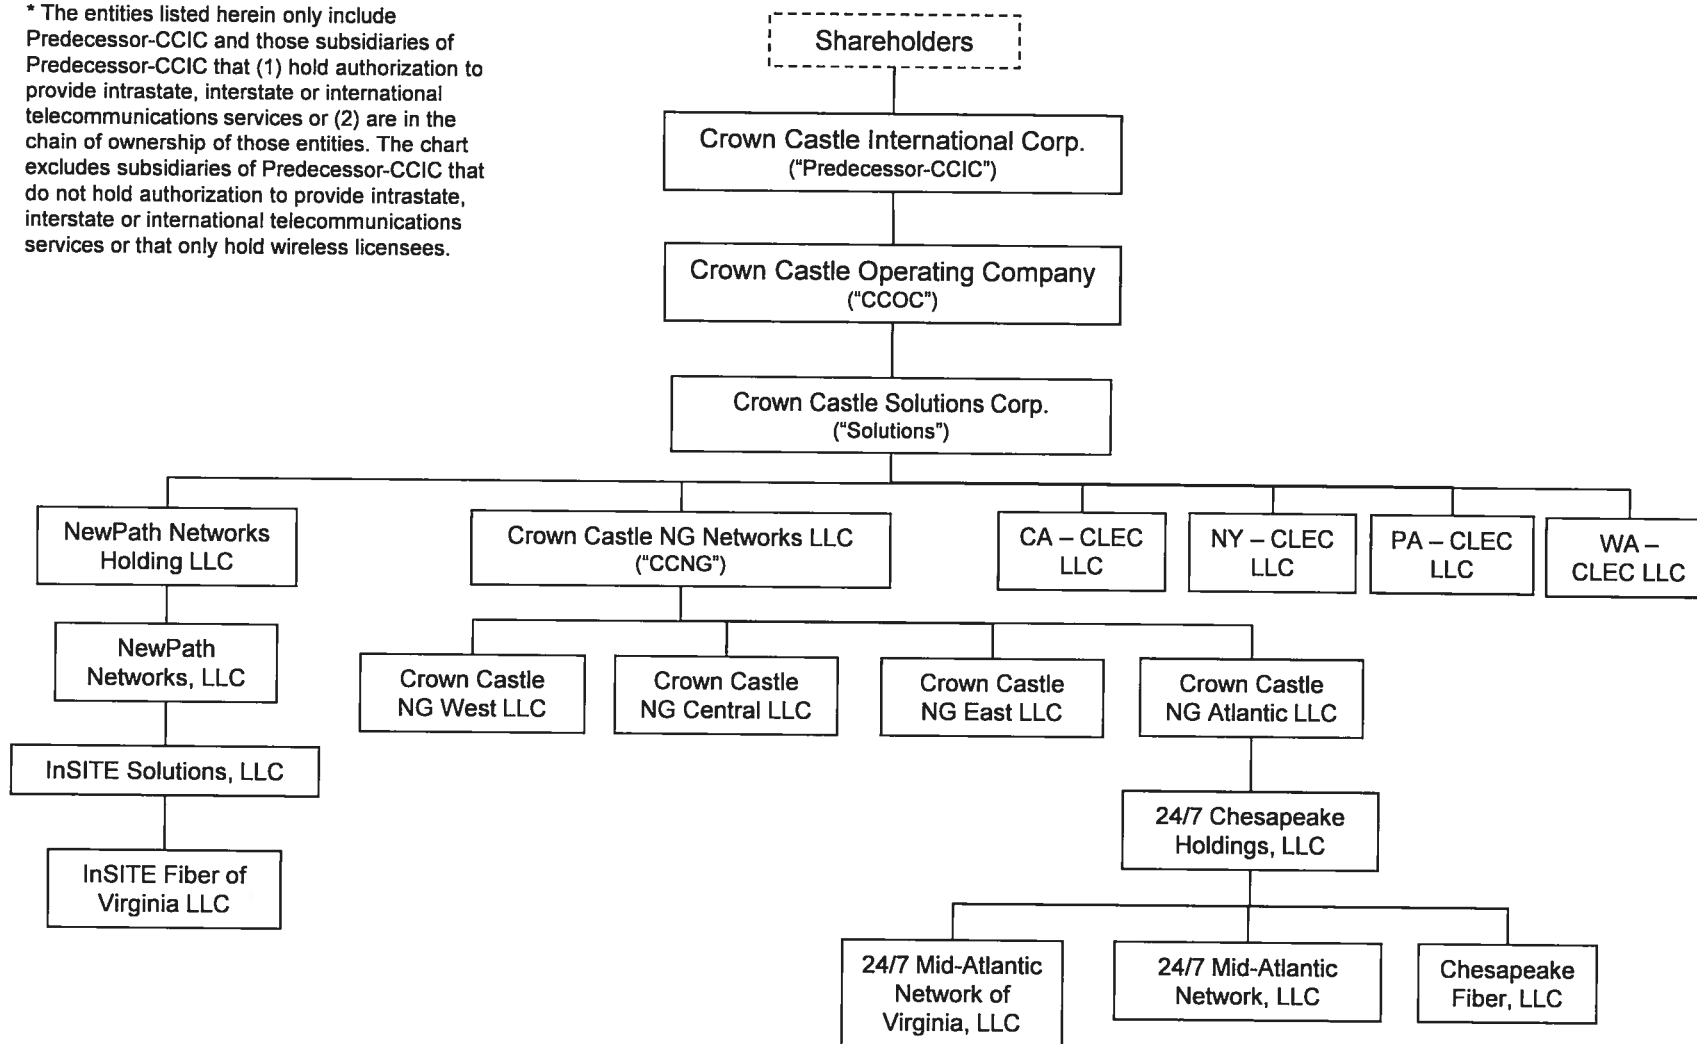 * The entities listed herein only include
Predecessor-CCIC and those subsidiaries of
Predecessor-CCIC that (1) hold authorization to
provide intrastate, interstate or international
telecommunications services or (2) are in the
chain of ownership of those entities. The chart
excludes subsidiaries of Predecessor-CCIC that
do not hold authorization to provide intrastate,
interstate or international telecommunications
services or that only hold wireless licensees.
Shareholders
Crown Castle International Corp.
("Predecessor-CCIC")
Crown Castle Operating Company
("CCOC")
Crown Castle Solutions Corp.
("Solutions")
NewPath Networks
Holding LLC
Crown Castle NG Networks LLC
("CCNG")
CA – CLEC
LLC
NY – CLEC
LLC
PA – CLEC
LLC
WA –
CLEC LLC
NewPath
Networks, LLC
Crown Castle
NG West LLC
Crown Castle
NG Central LLC
Crown Castle
NG East LLC
Crown Castle
NG Atlantic LLC
InSITE Solutions, LLC
24/7 Chesapeake
Holdings, LLC
InSITE Fiber of
Virginia LLC
24/7 Mid-Atlantic
Network of
Virginia, LLC
24/7 Mid-Atlantic
Network, LLC
Chesapeake
Fiber, LLC